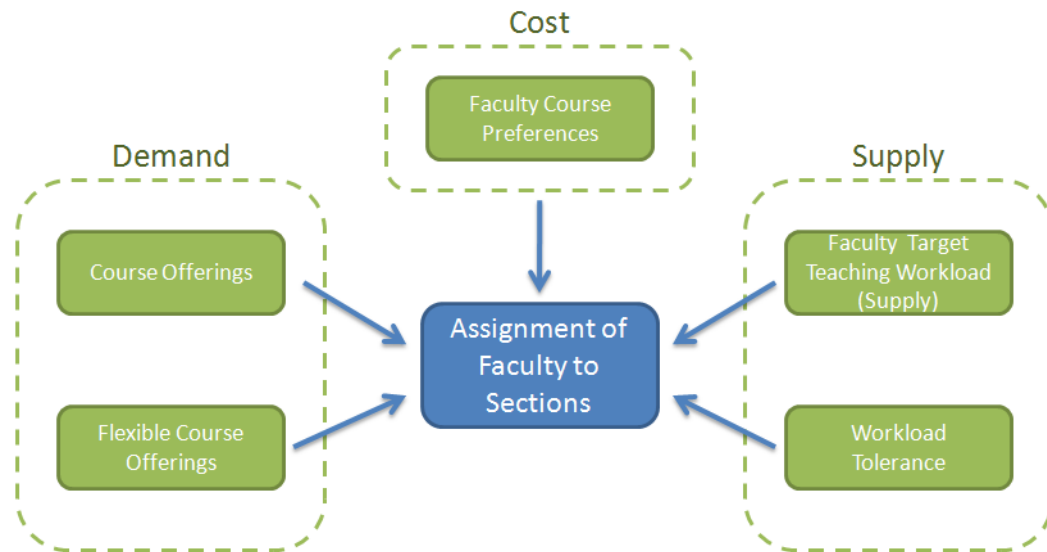 Cost
Faculty Course
Preferences
Demand
Course Offerings
Flexible Course
Offerings
Assignment of
Faculty to
Sections
Supply
Faculty Target
Teaching Workload
(Supply)
Workload
Tolerance